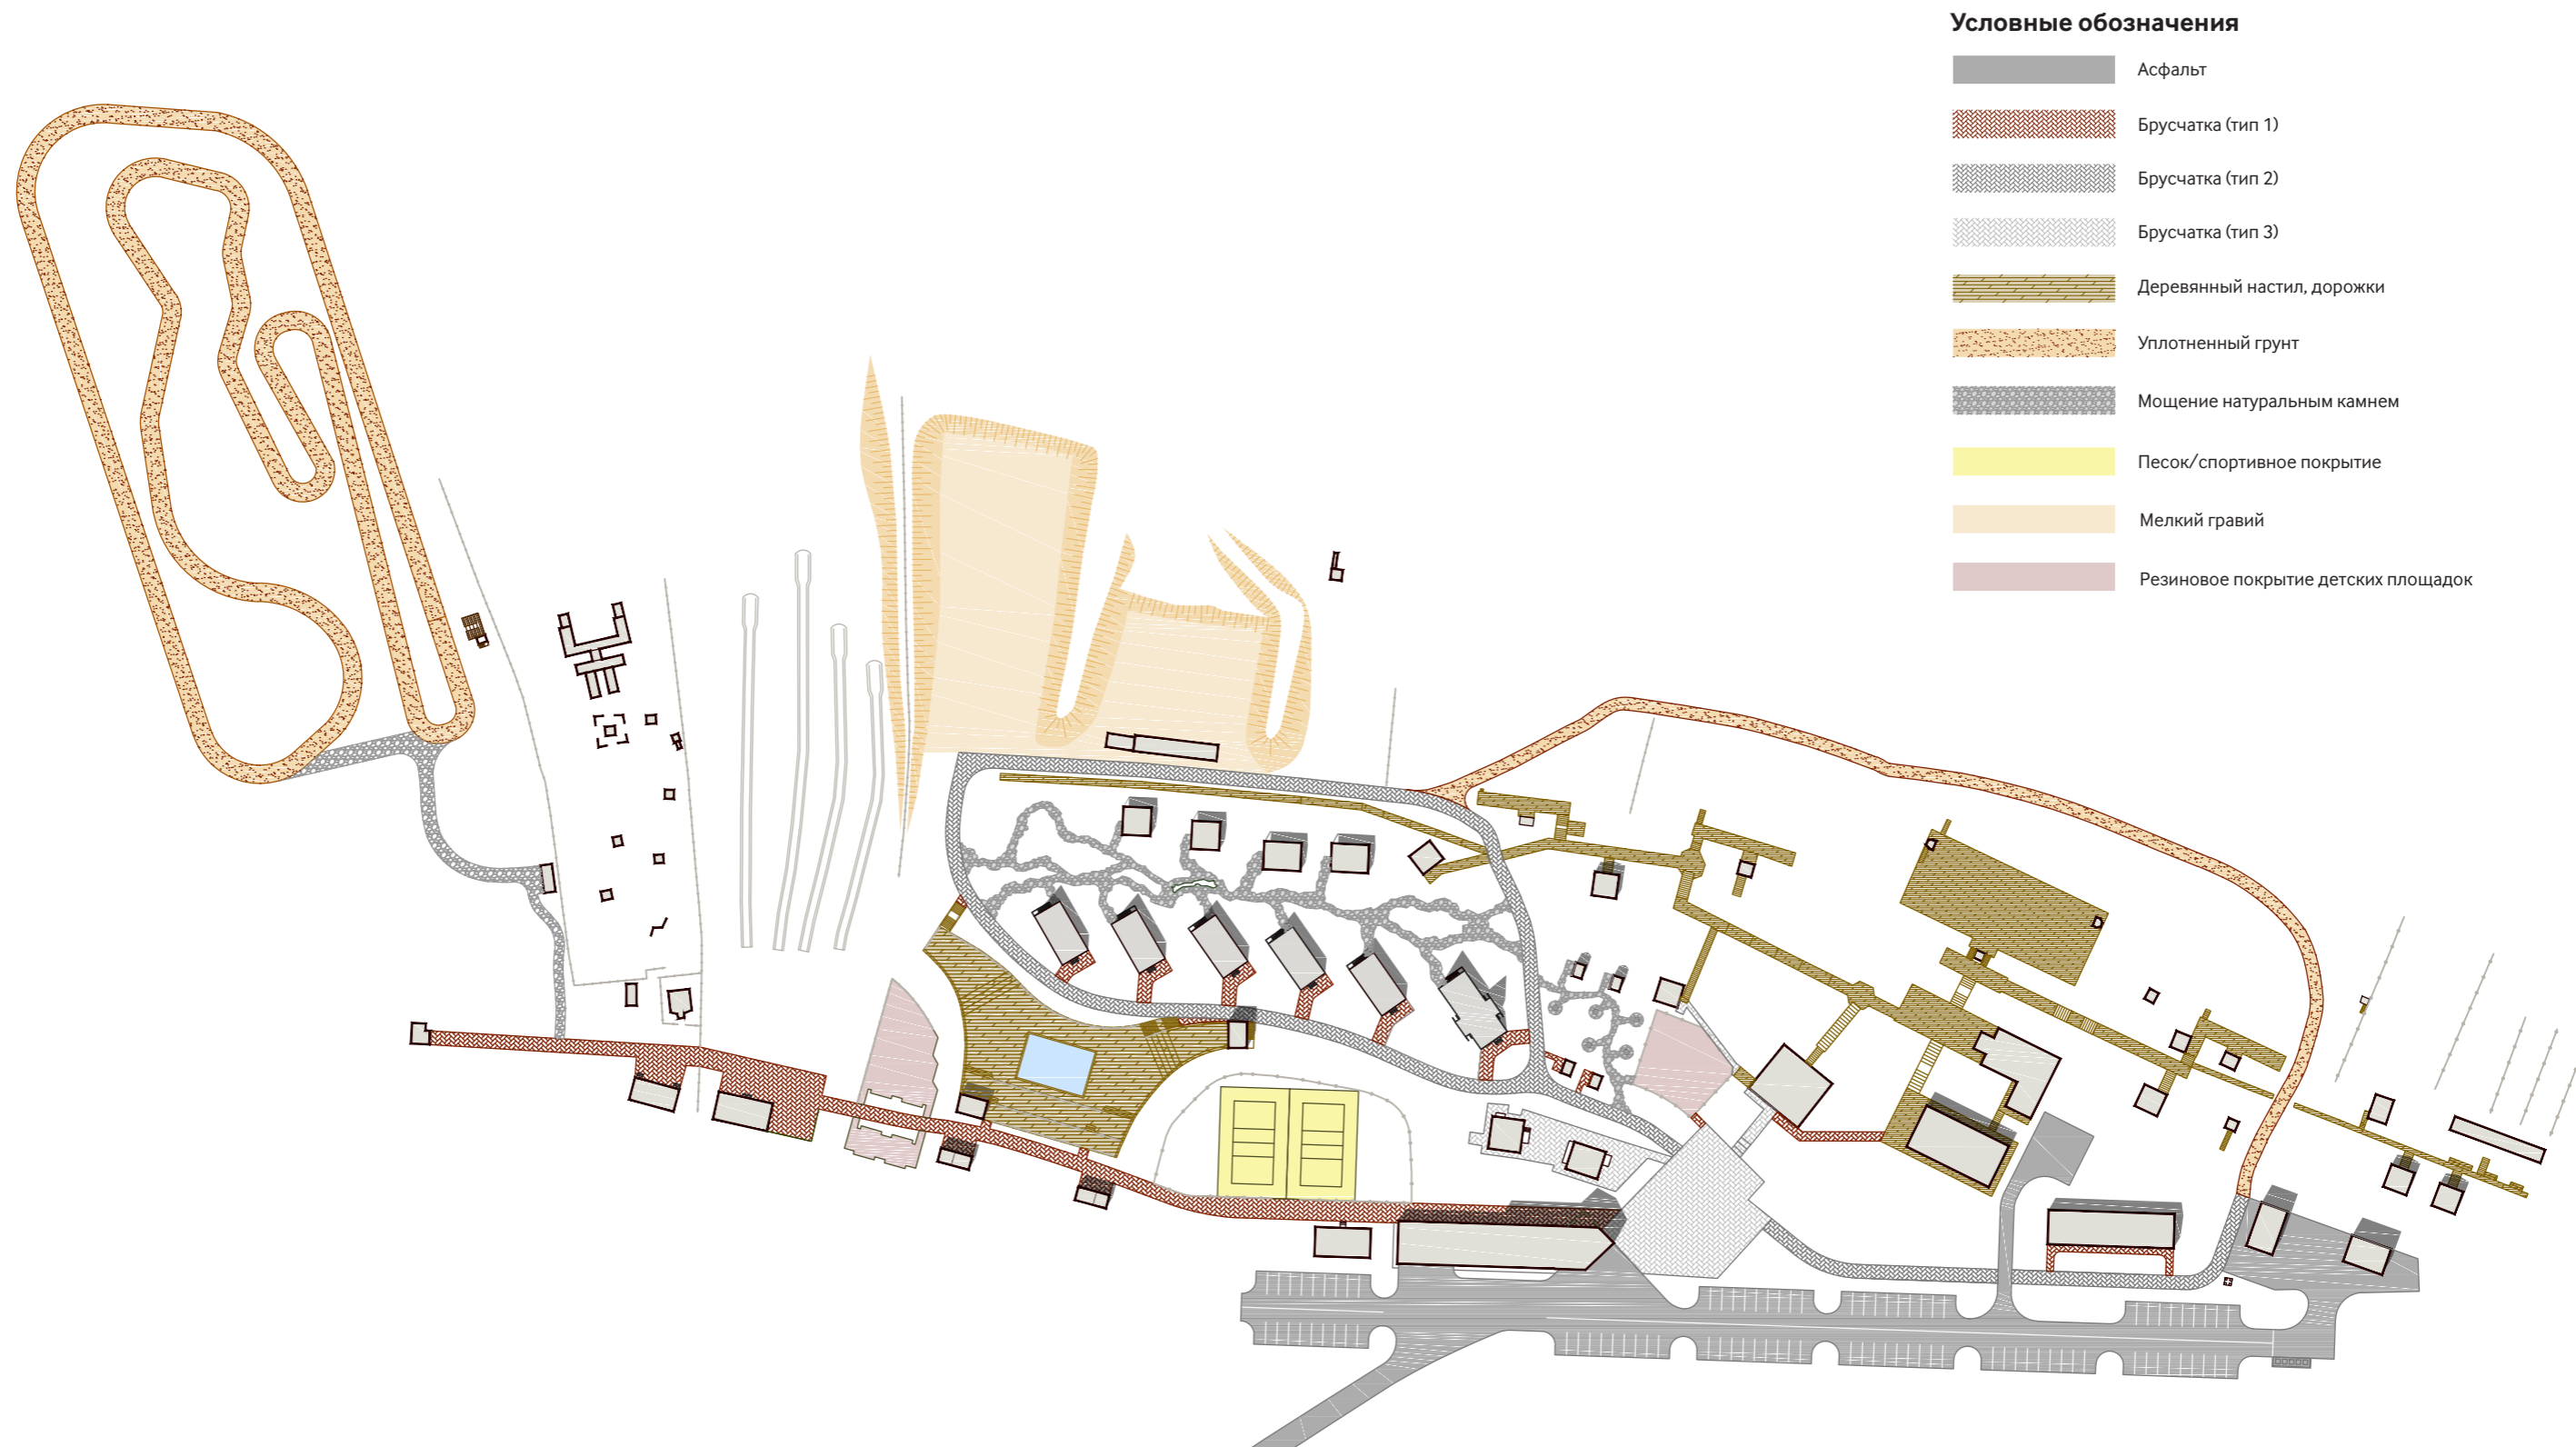 Условные обозначения
Асфальт
Брусчатка (тип 1)
Брусчатка (тип 2)
Брусчатка (тип 3)
Деревянный настил, дорожки
Уплотненный грунт
Мощение натуральным камнем
Песок/спортивное покрытие
Мелкий гравий
Резиновое покрытие детских площадок